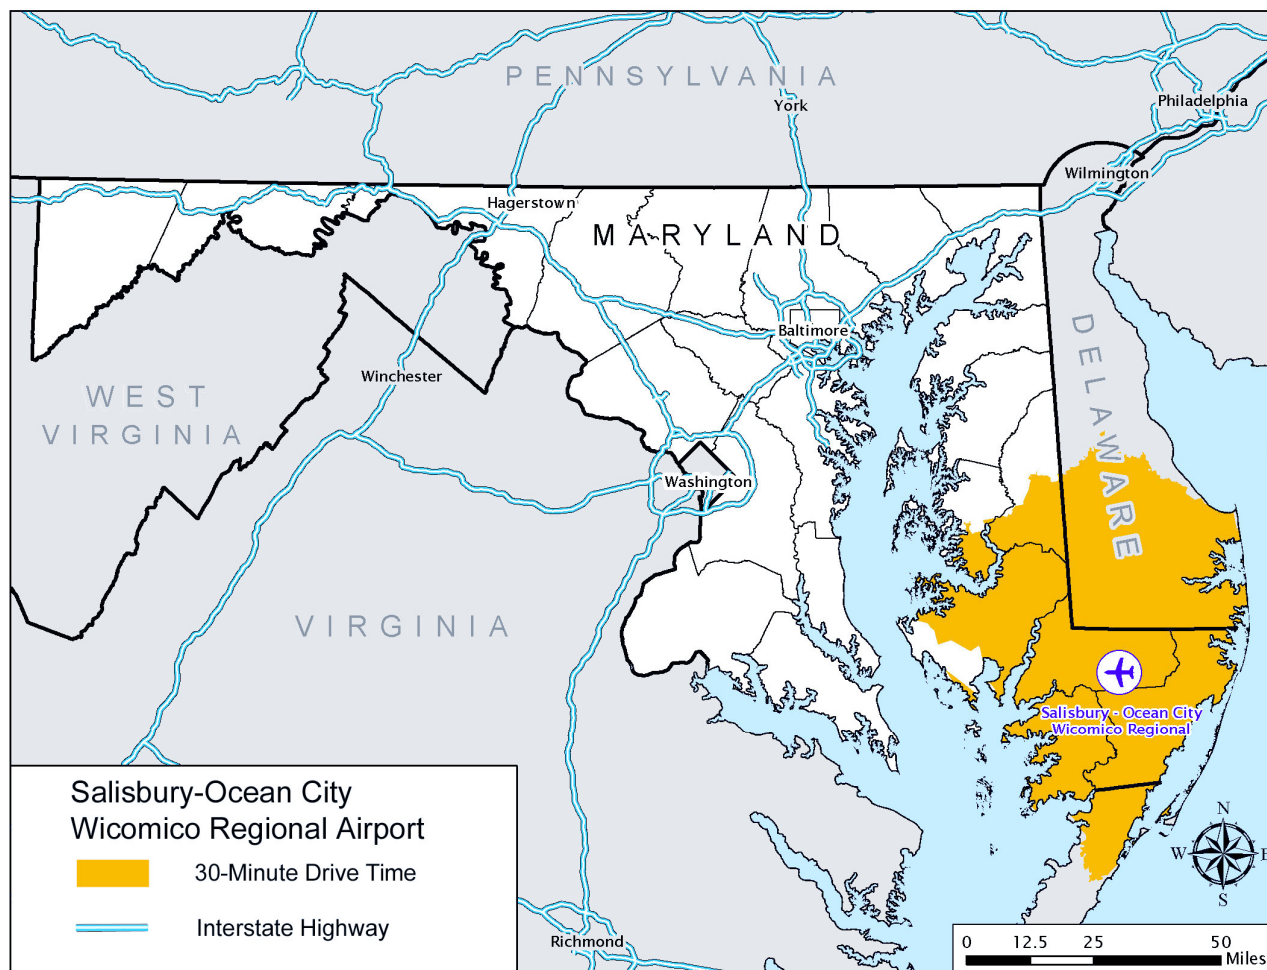 PENNSYLVANIA
York
Philadelphia
Wilmington
Hagerstown
MARYLAND
Baltimore
DELAWARE
Winchester
WEST
VIRGINIA
Washington
VIRGINIA
Salisbury - Ocean City
Wicomico Regional
Salisbury-Ocean City
Wicomico Regional Airport
30-Minute Drive Time
Interstate Highway
Richmond
N
W
E
S
0 12.5 25 50
Miles